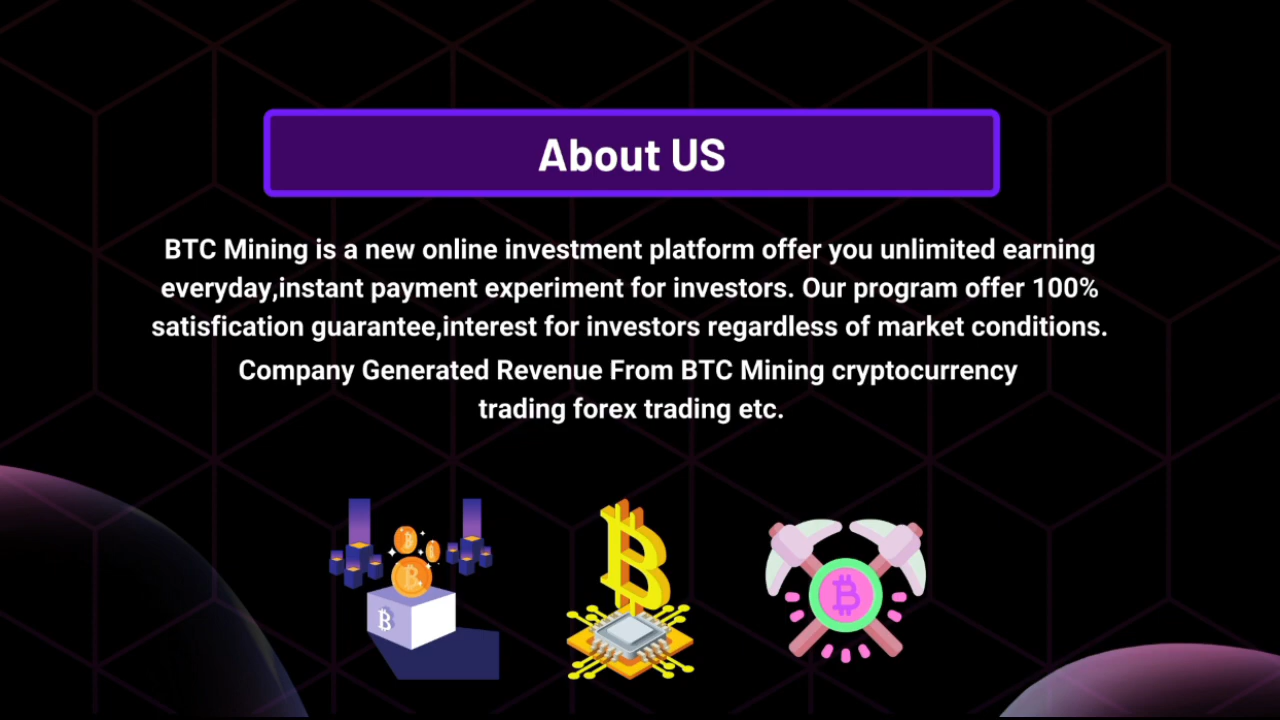 About US
BTC Mining is a new online investment platform offer you unlimited earning
everyday,instant payment experiment for investors. Our program offer 100%
satisfication guarantee,interest for investors regardless of market conditions.
Company Generated Revenue From BTC Mining cryptocurrency
trading forex trading etc.